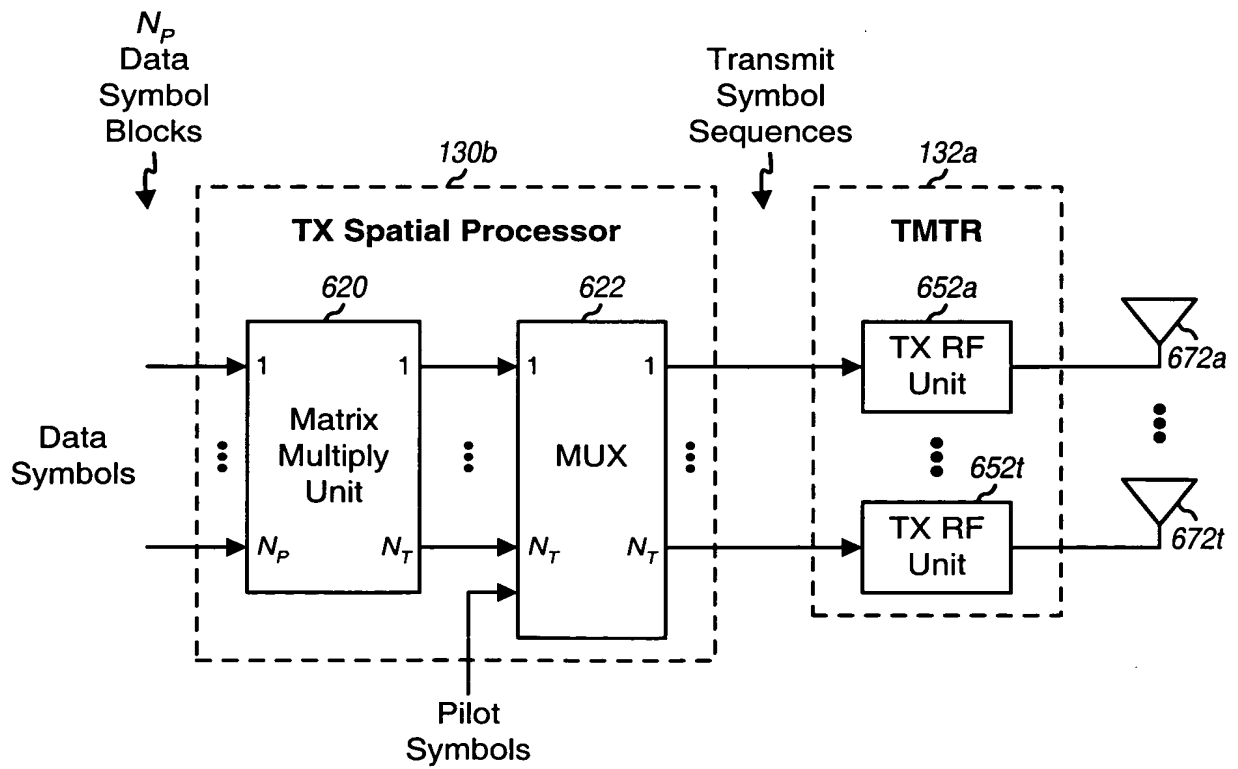 N_P
Data
Symbol
Blocks
Transmit
Symbol
Sequences
130b
132a
TX Spatial Processor
TMTR
620
622
652a
672a
1 1
1 1
TX RF
Unit
Data
Symbols
Matrix
Multiply
Unit
MUX
652t
672t
N_P N_T
N_T N_T
TX RF
Unit
Pilot
Symbols